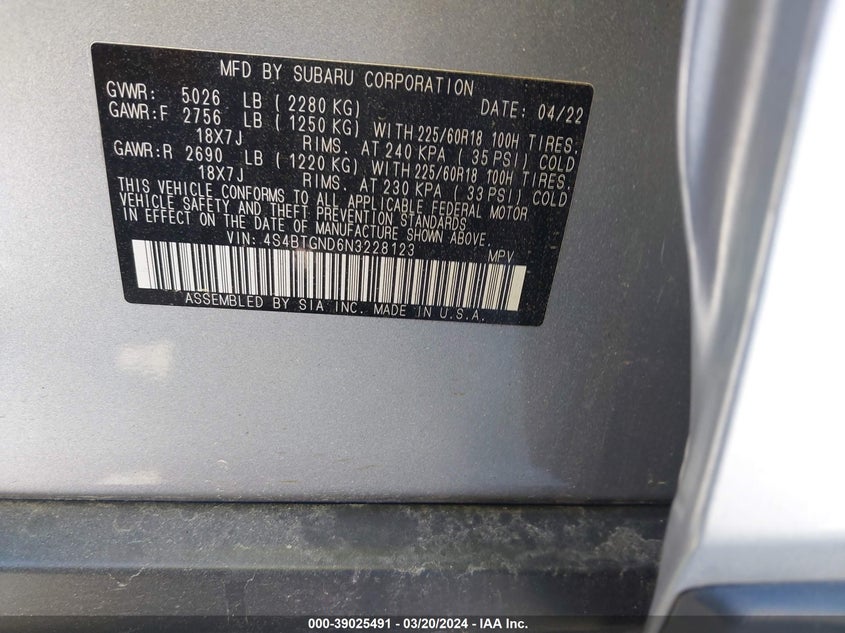 MFD BY SUBARU CORPORATION
GVWR: 5026 LB ( 2280 KG) DATE: 04/22
GAWR:F 2756 LB ( 1250 KG) WITH 225/60R18 100H TIRES,
18X7J RIMS. AT 240 KPA ( 35 PSI) COLD
GAWR:R 2690 LB ( 1220 KG) WITH 225/60R18 100H TIRES,
18X7J RIMS. AT 230 KPA ( 33 PSI) COLD
THIS VEHICLE CONFORMS TO ALL APPLICABLE FEDERAL MOTOR
VEHICLE SAFETY AND THEFT PREVENTION STANDARDS
IN EFFECT ON THE DATE OF MANUFACTURE SHOWN ABOVE.
VIN: 4S4BTGND6N3228123 MPV
ASSEMBLED BY SIA INC. MADE IN U.S.A.
000-39025491 - 03/20/2024 - IAA Inc.